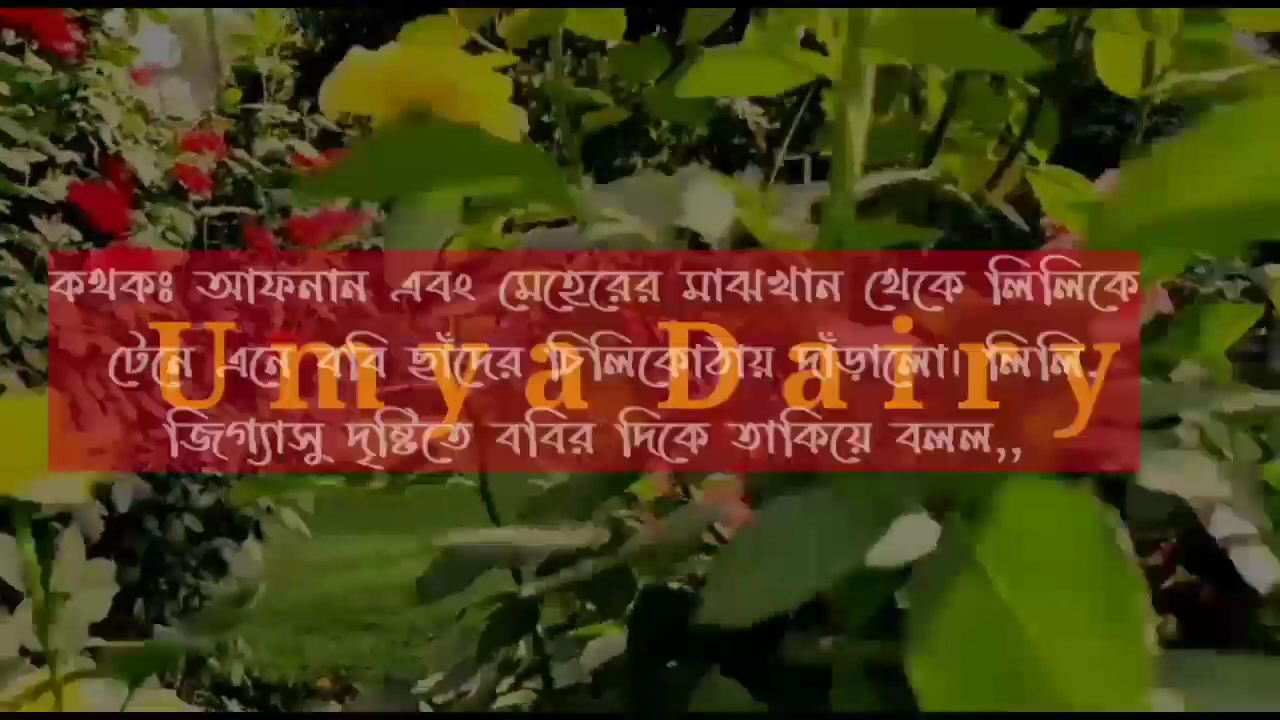 কথকঃ আফনান এবং মেহেরের মাঝখান থেকে লিলিকে
টেনে এনে ববি ছাঁদের চিলিকোঠায় দাঁড়ালো। লিলি
জিগ্যাসু দৃষ্টিতে ববির দিকে তাকিয়ে বলল,,
Umya Dairy